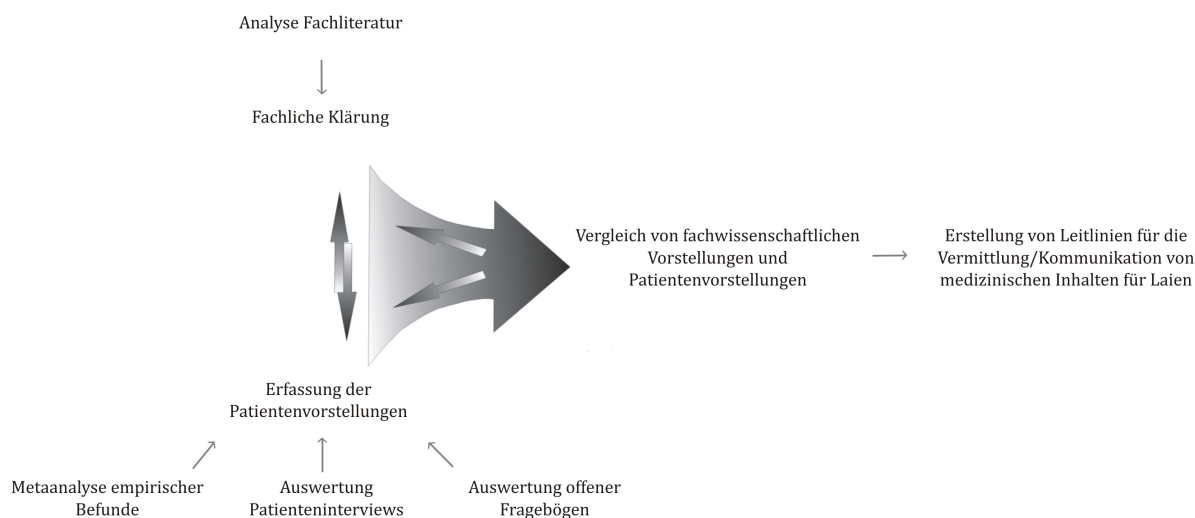 Analyse Fachliteratur
Fachliche Klärung
Vergleich von fachwissenschaftlichen
Vorstellungen und
Patientenvorstellungen
Erstellung von Leitlinien für die
Vermittlung/Kommunikation von
medizinischen Inhalten für Laien
Erfassung der
Patientenvorstellungen
Metaanalyse empirischer
Befunde
Auswertung
Patienteninterviews
Auswertung offener
Fragebögen